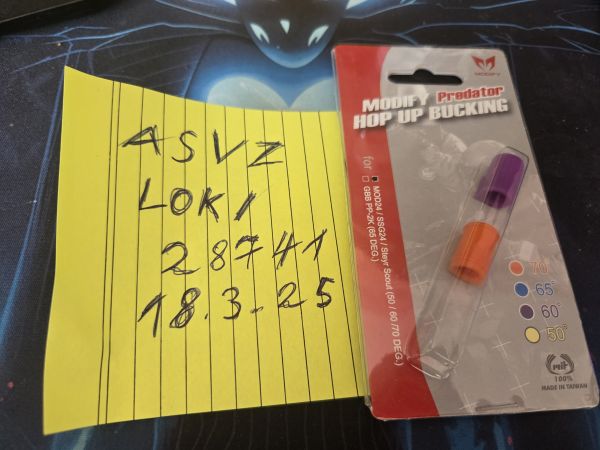 ASVZ
LOKI
28741
18.3-25
MODIFY
MODIFY Predator
HOP UP BUCKING
for
■ MOD24 / SSG24 / Steyr Scout (50 / 60 /70 DEG.)
□ GBB PP-2K (65 DEG.)
70°
65°
60°
50°
mit
100%
MADE IN TAIWAN